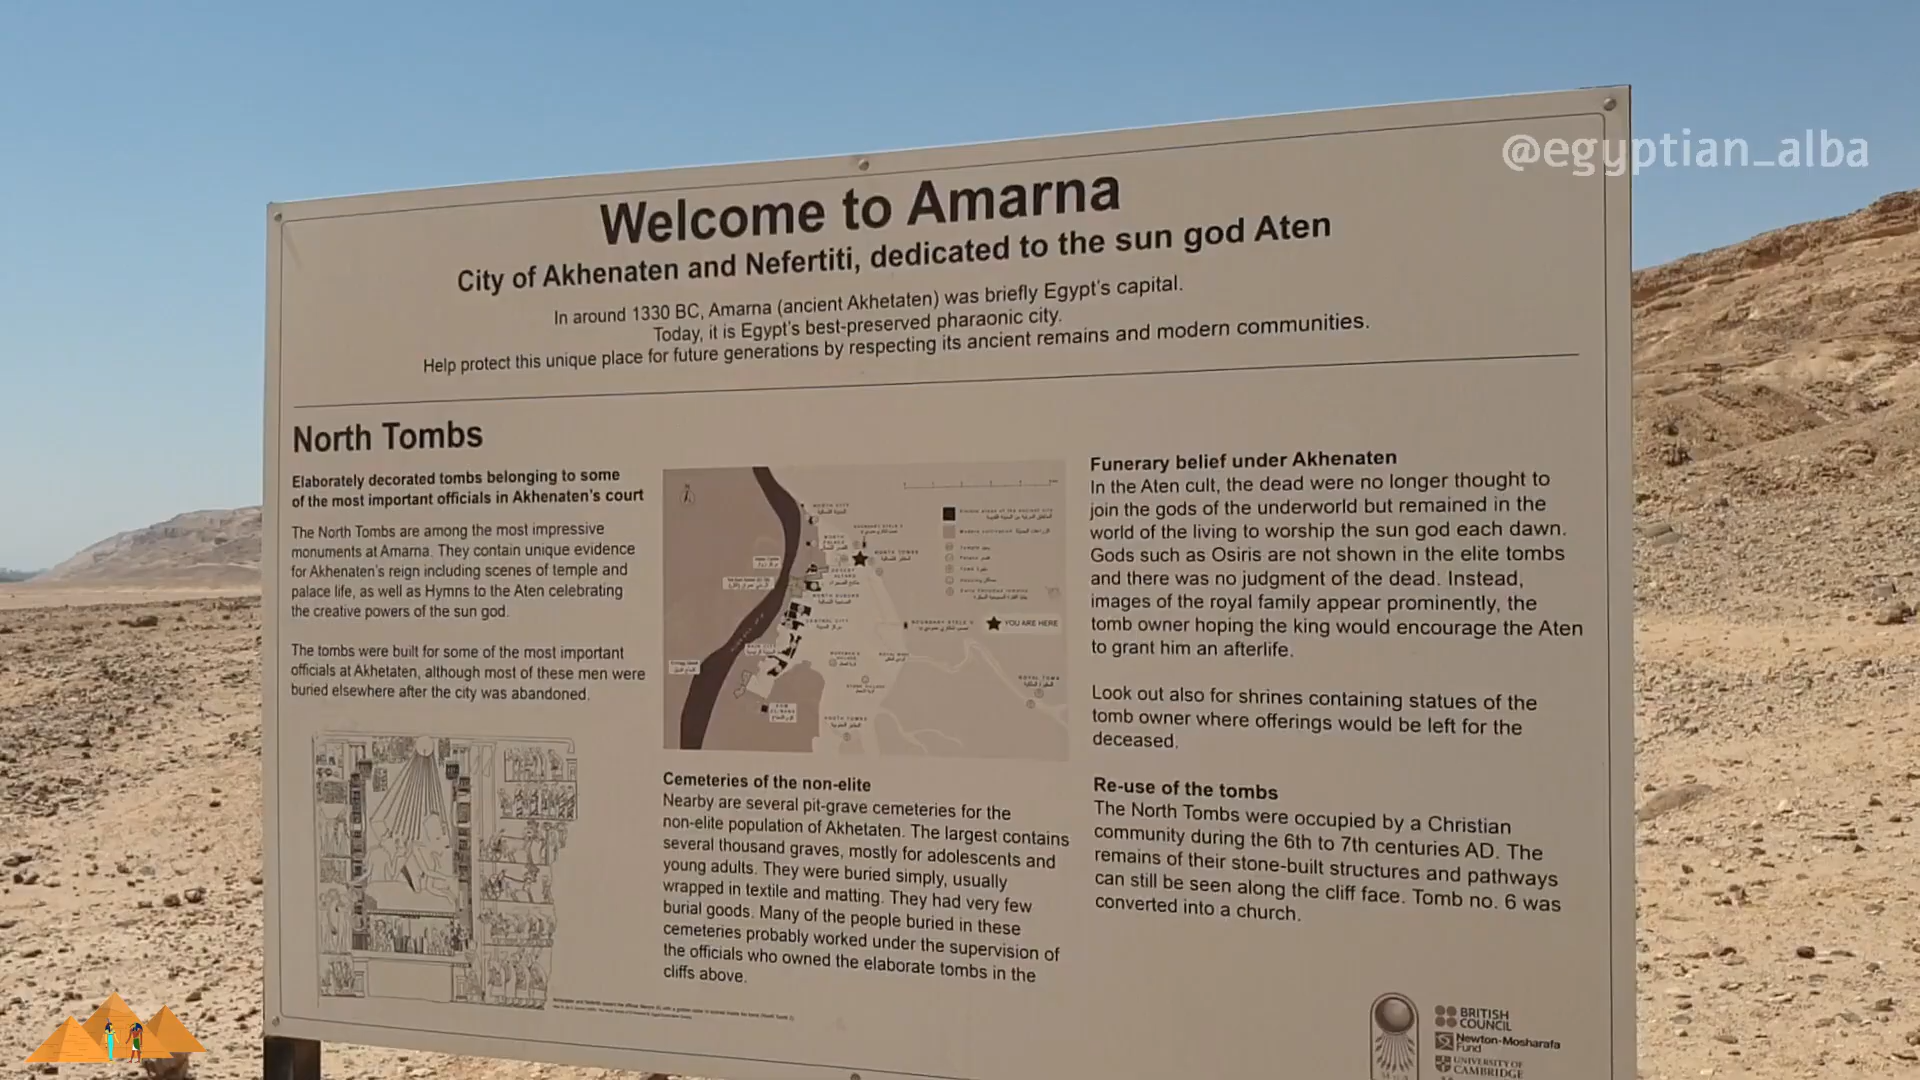 @egyptian_alba
Welcome to Amarna
City of Akhenaten and Nefertiti, dedicated to the sun god Aten
In around 1330 BC, Amarna (ancient Akhetaten) was briefly Egypt's capital.
Today, it is Egypt's best-preserved pharaonic city.
Help protect this unique place for future generations by respecting its ancient remains and modern communities.
North Tombs
Elaborately decorated tombs belonging to some
of the most important officials in Akhenaten's court
The North Tombs are among the most impressive
monuments at Amarna. They contain unique evidence
for Akhenaten's reign including scenes of temple and
palace life, as well as Hymns to the Aten celebrating
the creative powers of the sun god.
The tombs were built for some of the most important
officials at Akhetaten, although most of these men were
buried elsewhere after the city was abandoned.
NORTH CITY
NORTH TOMBS
NORTH SUBURB
CENTRAL CITY
YOU ARE HERE
ROYAL TOMB
SOUTH TOMBS
Cemeteries of the non-elite
Nearby are several pit-grave cemeteries for the
non-elite population of Akhetaten. The largest contains
several thousand graves, mostly for adolescents and
young adults. They were buried simply, usually
wrapped in textile and matting. They had very few
burial goods. Many of the people buried in these
cemeteries probably worked under the supervision of
the officials who owned the elaborate tombs in the
cliffs above.
Funerary belief under Akhenaten
In the Aten cult, the dead were no longer thought to
join the gods of the underworld but remained in the
world of the living to worship the sun god each dawn.
Gods such as Osiris are not shown in the elite tombs
and there was no judgment of the dead. Instead,
images of the royal family appear prominently, the
tomb owner hoping the king would encourage the Aten
to grant him an afterlife.
Look out also for shrines containing statues of the
tomb owner where offerings would be left for the
deceased.
Re-use of the tombs
The North Tombs were occupied by a Christian
community during the 6th to 7th centuries AD. The
remains of their stone-built structures and pathways
can still be seen along the cliff face. Tomb no. 6 was
converted into a church.
BRITISH
COUNCIL
Newton-Mosharafa
Fund
UNIVERSITY OF
CAMBRIDGE